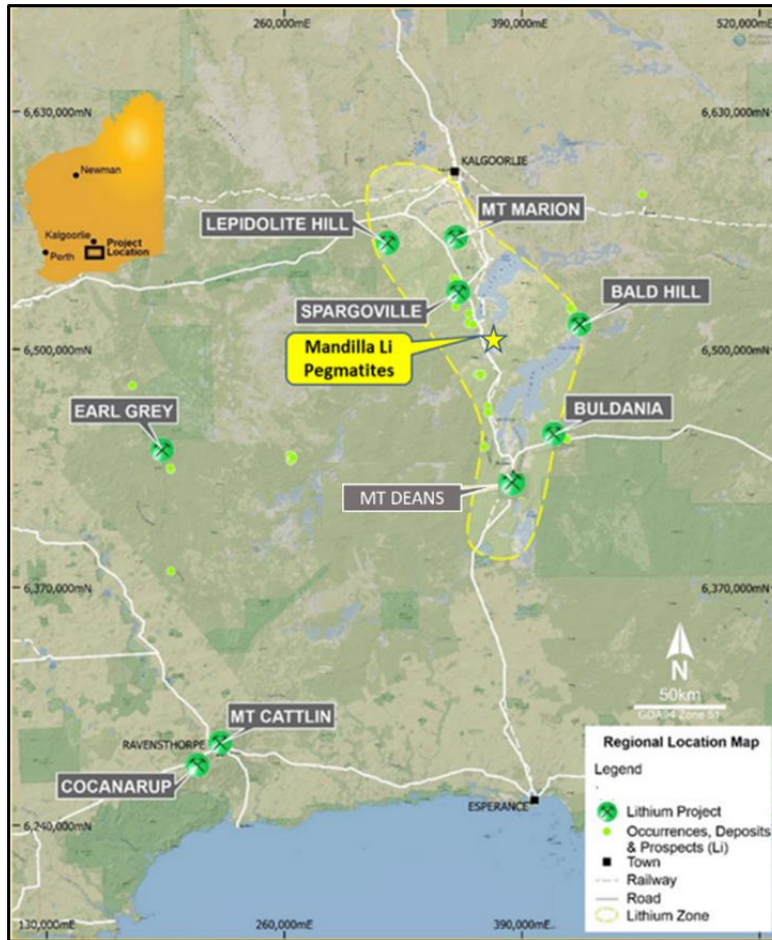 260,000mE
390,000mE
520,000mE
6,630,000mN
6,630,000mN
Newman
Kalgoorlie
Perth
Project
Location
KALGOORLIE
LEPIDOLITE HILL
MT MARION
SPARGOVILLE
BALD HILL
Mandilla Li
Pegmatites
6,500,000mN
6,500,000mN
EARL GREY
BULDANIA
MT DEANS
6,370,000mN
6,370,000mN
N
50km
GDA94 Zone 51
MT CATTLIN
RAVENSTHORPE
COCANARUP
ESPERANCE
6,240,000mN
Regional Location Map
Legend
Lithium Project
Occurrences, Deposits
& Prospects (Li)
Town
Railway
Road
Lithium Zone
130,000mE
260,000mE
390,000mE